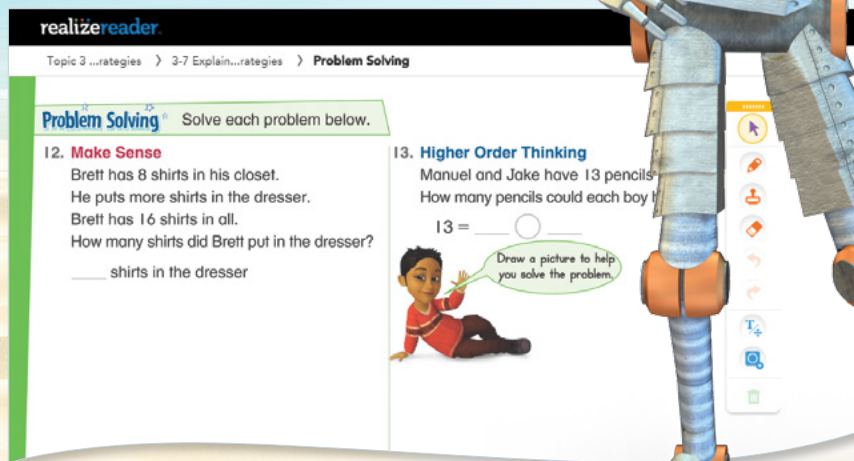 realizereader.
Topic 3 ...rategies > 3-7 Explain...rategies > Problem Solving
Problem Solving Solve each problem below.
12. Make Sense
Brett has 8 shirts in his closet.
He puts more shirts in the dresser.
Brett has 16 shirts in all.
How many shirts did Brett put in the dresser?
____ shirts in the dresser
13. Higher Order Thinking
Manuel and Jake have 13 pencils
How many pencils could each boy
13 = ____ ◯ ____
Draw a picture to help
you solve the problem.